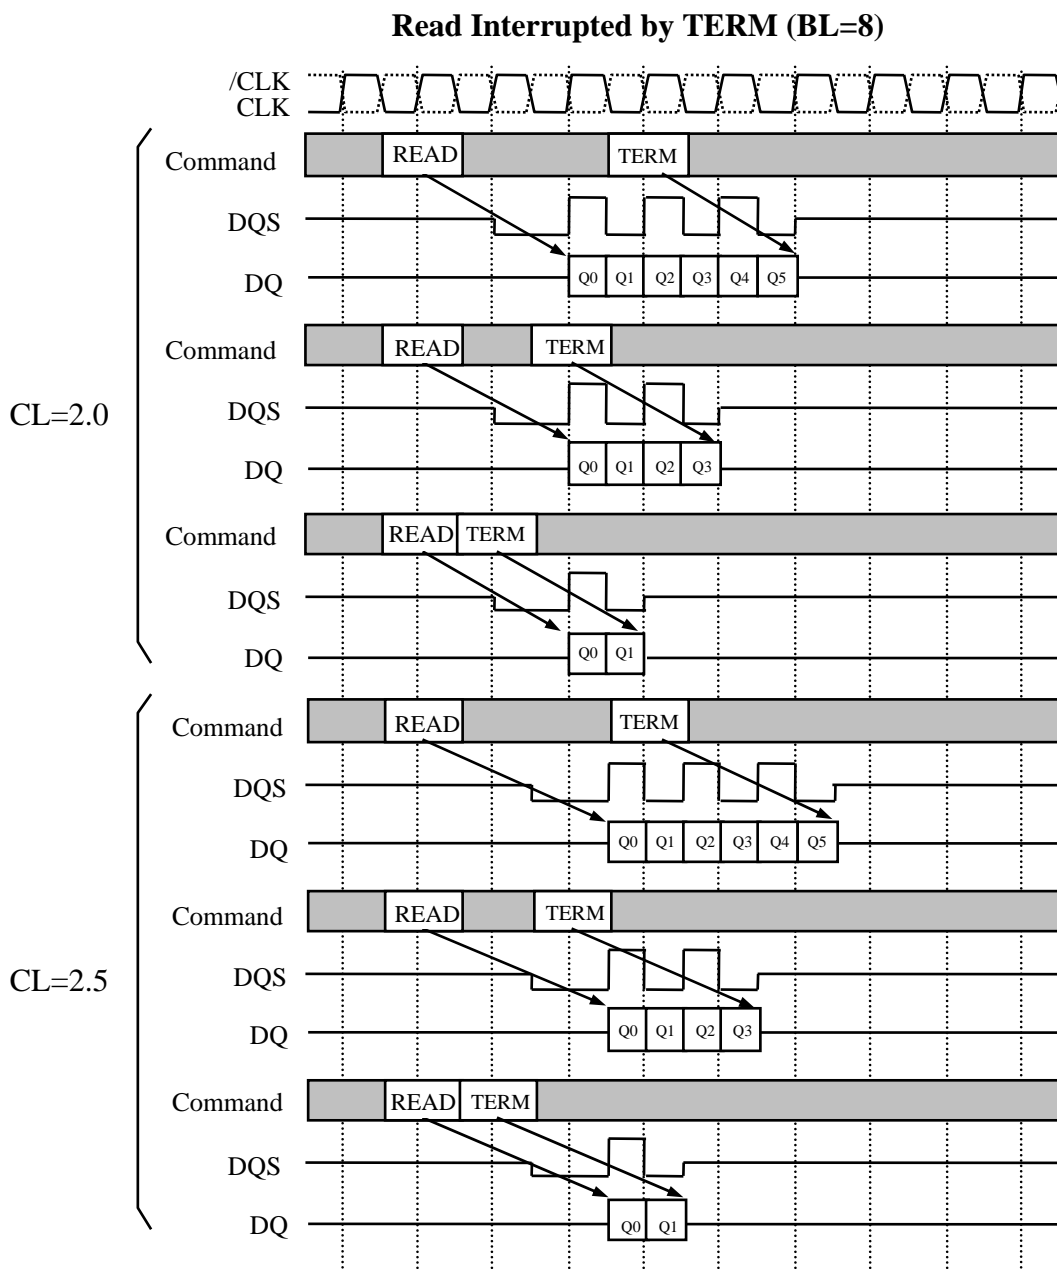 Read Interrupted by TERM (BL=8)
/CLK
CLK
Command READ TERM
DQS
DQ Q0 Q1 Q2 Q3 Q4 Q5
Command READ TERM
CL=2.0
DQS
DQ Q0 Q1 Q2 Q3
Command READ TERM
DQS
DQ Q0 Q1
Command READ TERM
DQS
DQ Q0 Q1 Q2 Q3 Q4 Q5
Command READ TERM
CL=2.5
DQS
DQ Q0 Q1 Q2 Q3
Command READ TERM
DQS
DQ Q0 Q1